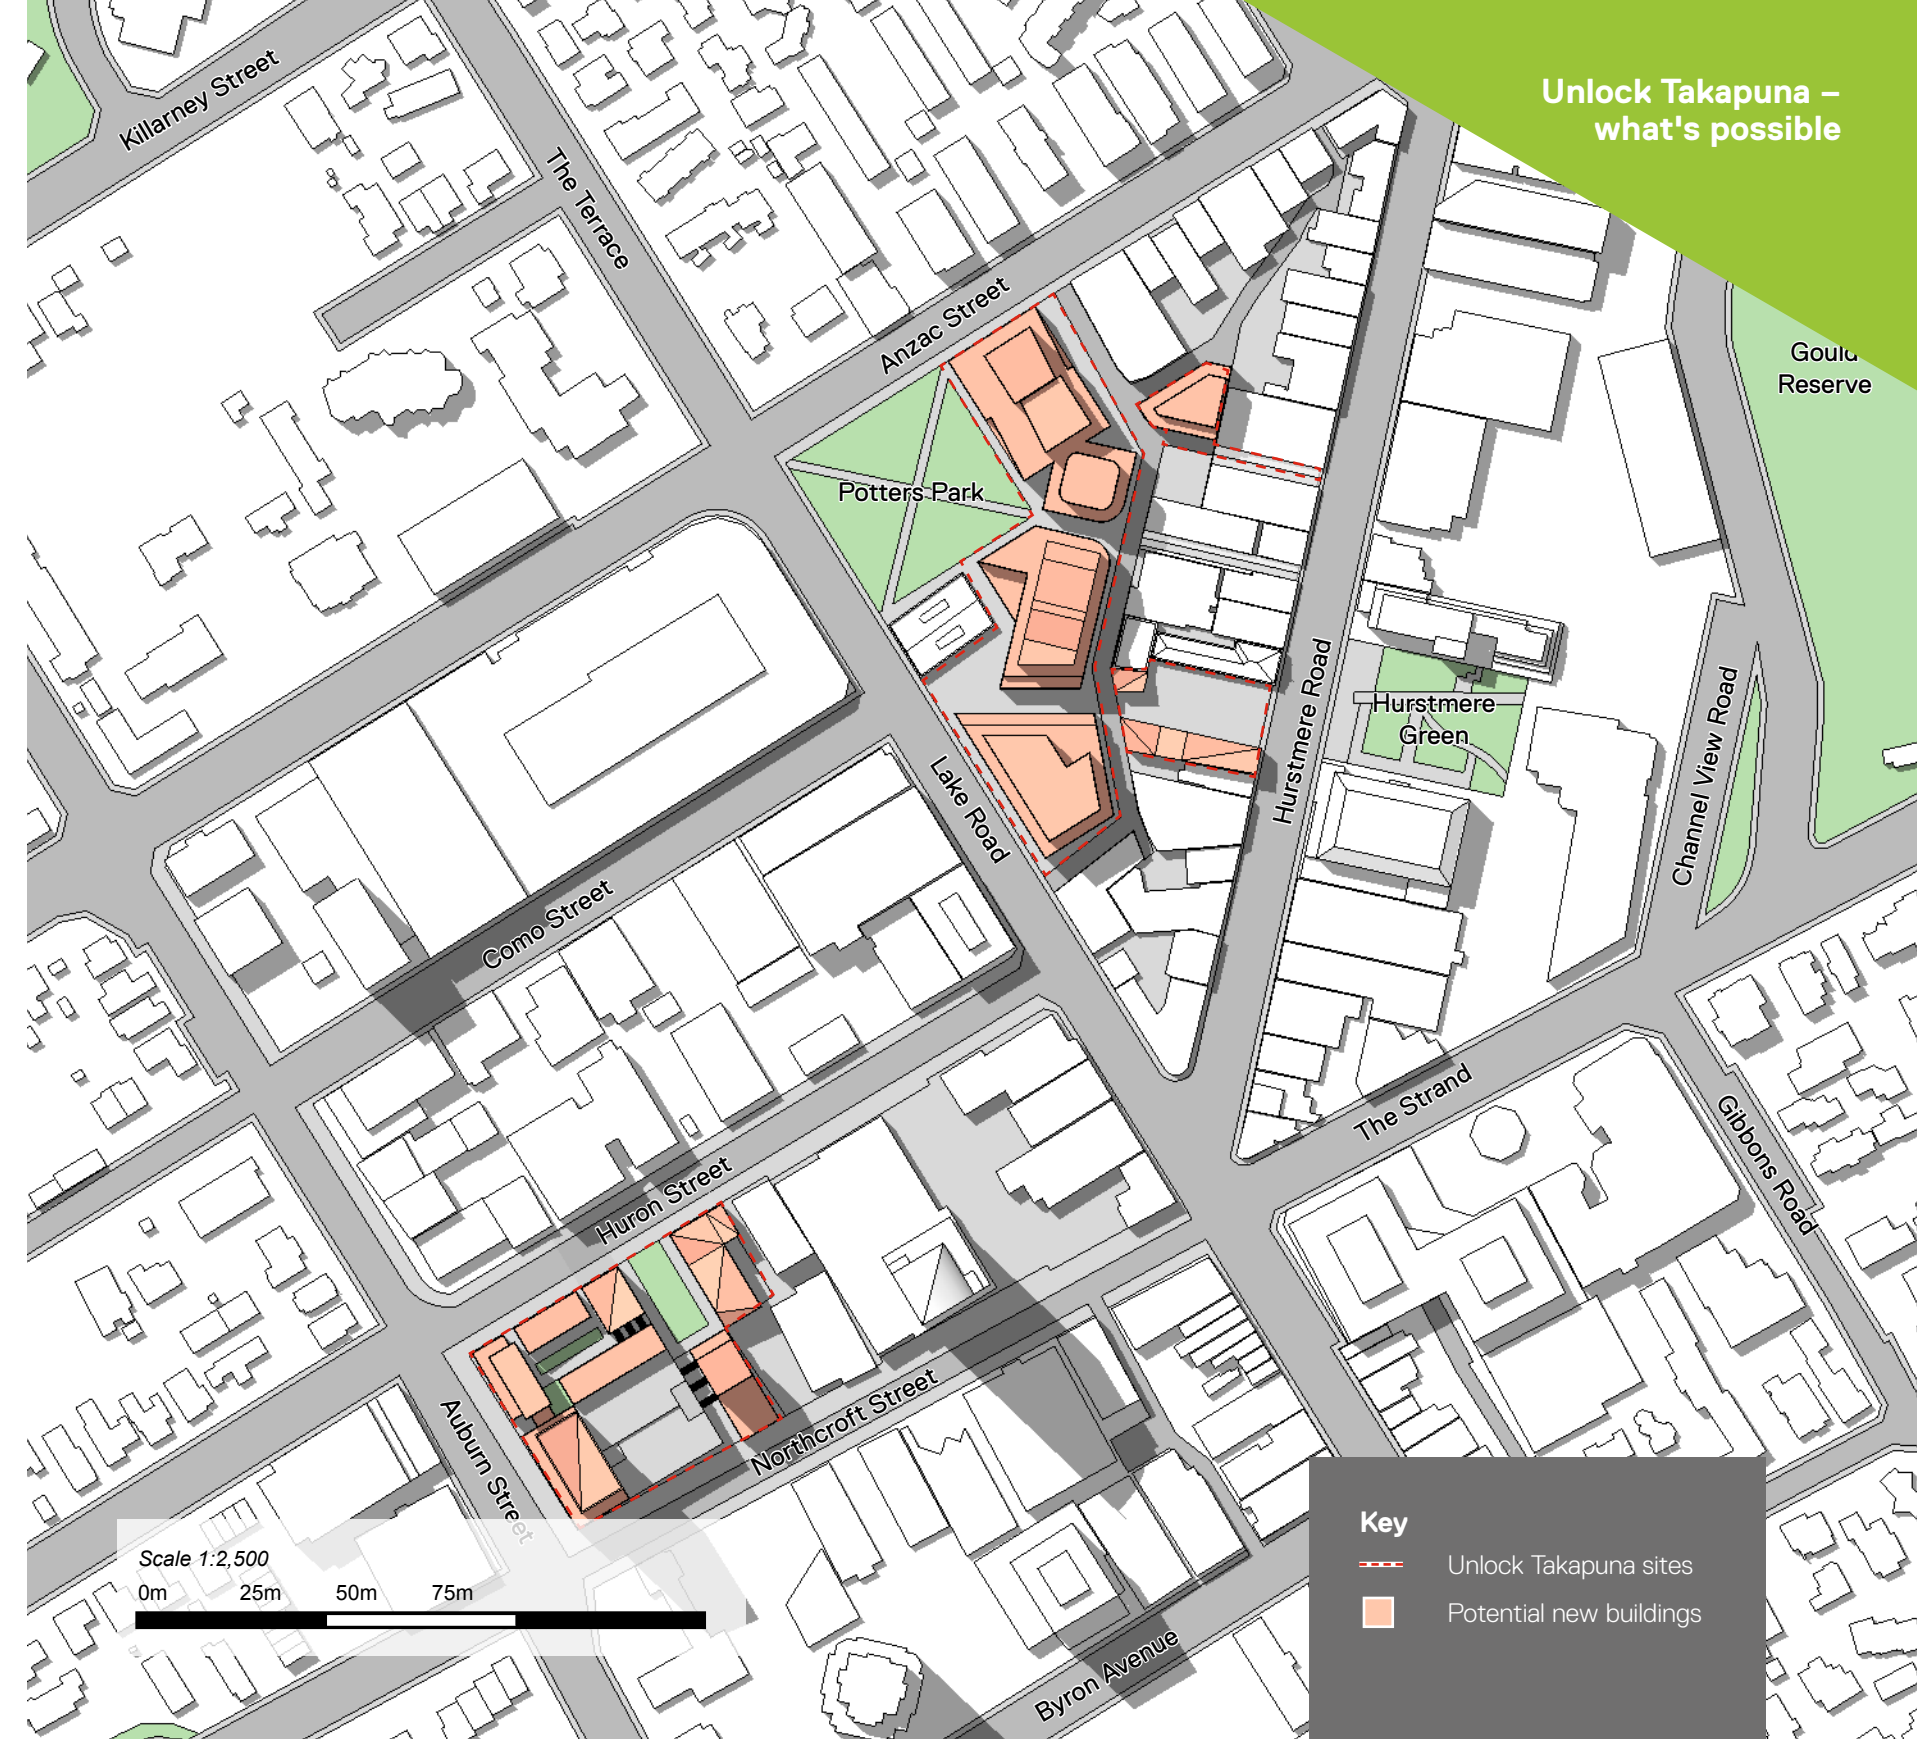 Unlock Takapuna –
what's possible
Killarney Street
The Terrace
Anzac Street
Gould
Reserve
Potters Park
Hurstmere Road
Hurstmere
Green
Channel View Road
Lake Road
Como Street
The Strand
Gibbons Road
Huron Street
Auburn Street
Northcroft Street
Byron Avenue
Scale 1:2,500
0m 25m 50m 75m
Key
Unlock Takapuna sites
Potential new buildings